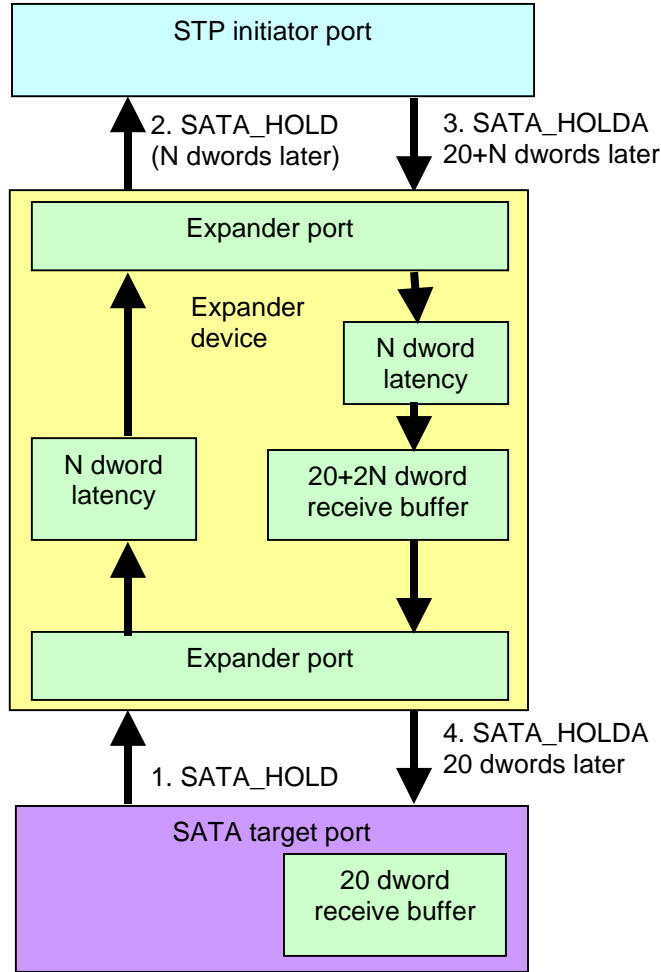 STP initiator port
2. SATA_HOLD
(N dwords later)
3. SATA_HOLDA
20+N dwords later
Expander port
Expander
device
N dword
latency
N dword
latency
20+2N dword
receive buffer
Expander port
1. SATA_HOLD
4. SATA_HOLDA
20 dwords later
SATA target port
20 dword
receive buffer